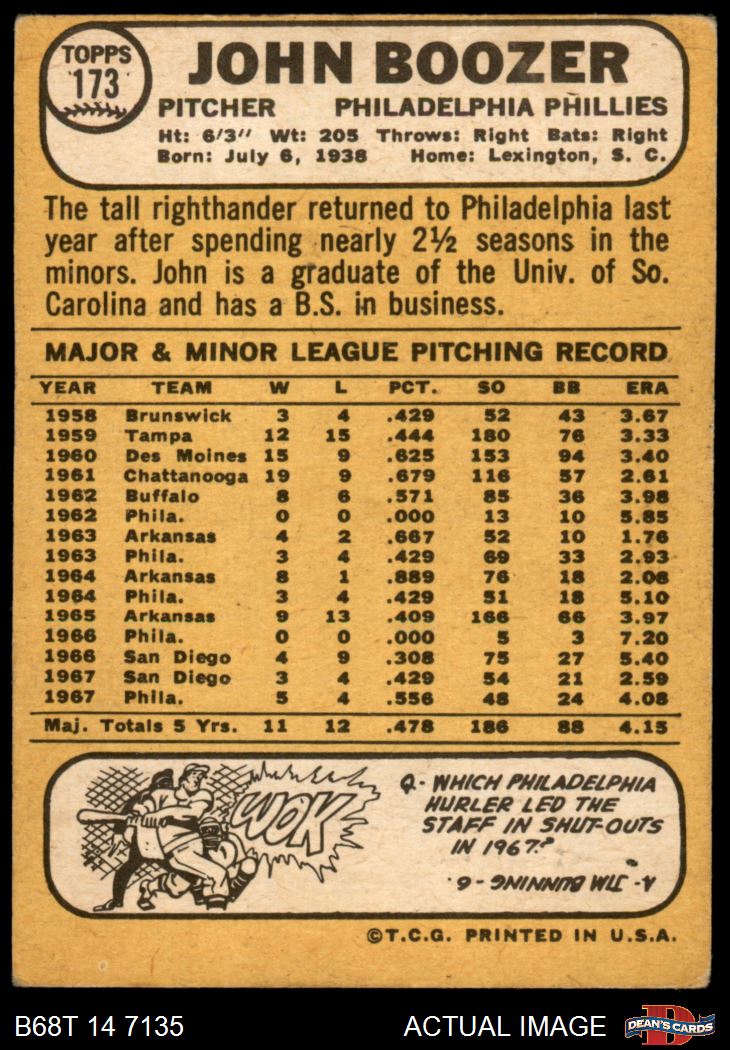 TOPPS
173
JOHN BOOZER
PITCHER PHILADELPHIA PHILLIES
Ht: 6/3" Wt: 205 Throws: Right Bats: Right
Born: July 6, 1938 Home: Lexington, S. C.
The tall righthander returned to Philadelphia last
year after spending nearly 2½ seasons in the
minors. John is a graduate of the Univ. of So.
Carolina and has a B.S. in business.
MAJOR & MINOR LEAGUE PITCHING RECORD
YEAR TEAM W L PCT. SO BB ERA
1958 Brunswick 3 4 .429 52 43 3.67
1959 Tampa 12 15 .444 180 76 3.33
1960 Des Moines 15 9 .625 153 94 3.40
1961 Chattanooga 19 9 .679 116 57 2.61
1962 Buffalo 8 6 .571 85 36 3.98
1962 Phila. 0 0 .000 13 10 5.85
1963 Arkansas 4 2 .667 52 10 1.76
1963 Phila. 3 4 .429 69 33 2.93
1964 Arkansas 8 1 .889 76 18 2.06
1964 Phila. 3 4 .429 51 18 5.10
1965 Arkansas 9 13 .409 166 66 3.97
1966 Phila. 0 0 .000 5 3 7.20
1966 San Diego 4 9 .308 75 27 5.40
1967 San Diego 3 4 .429 54 21 2.59
1967 Phila. 5 4 .556 48 24 4.08
Maj. Totals 5 Yrs. 11 12 .478 186 88 4.15
WOK
Q- WHICH PHILADELPHIA
HURLER LED THE
STAFF IN SHUT-OUTS
IN 1967?
A- JIM BUNNING - 6.
©T.C.G. PRINTED IN U.S.A.
B68T 14 7135 ACTUAL IMAGE
D
DEAN'S CARDS